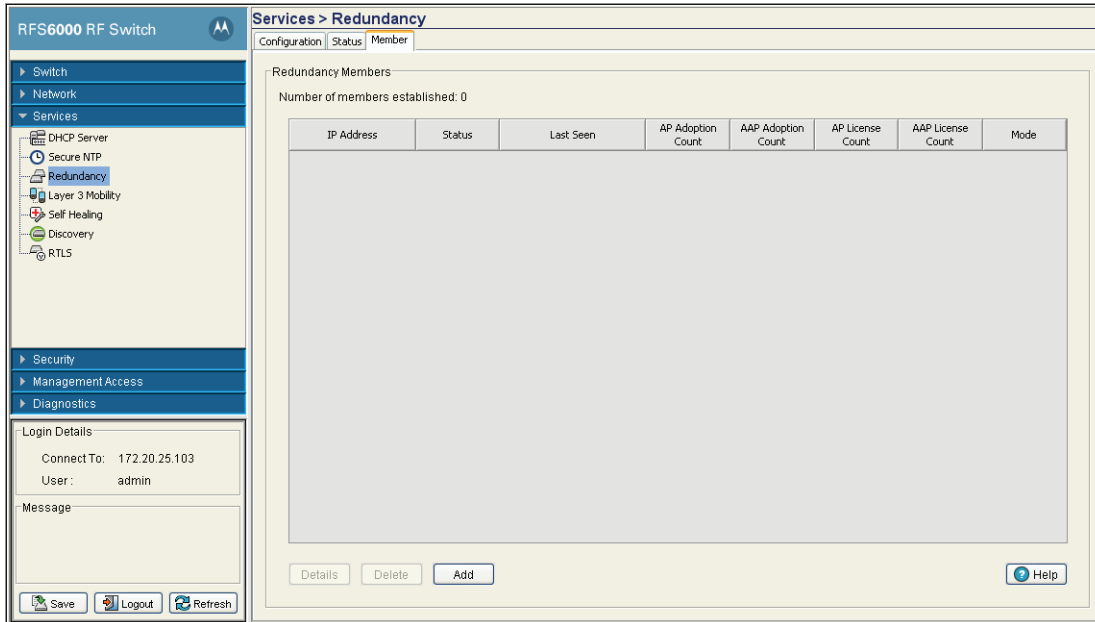 RFS6000 RF Switch
Services > Redundancy
Configuration Status Member
Switch
Network
Services
DHCP Server
Secure NTP
Redundancy
Layer 3 Mobility
Self Healing
Discovery
RTLS
Security
Management Access
Diagnostics
Login Details
Connect To: 172.20.25.103
User : admin
Message
Save Logout Refresh
Redundancy Members
Number of members established: 0
IP Address Status Last Seen AP Adoption Count AAP Adoption Count AP License Count AAP License Count Mode
Details Delete Add Help